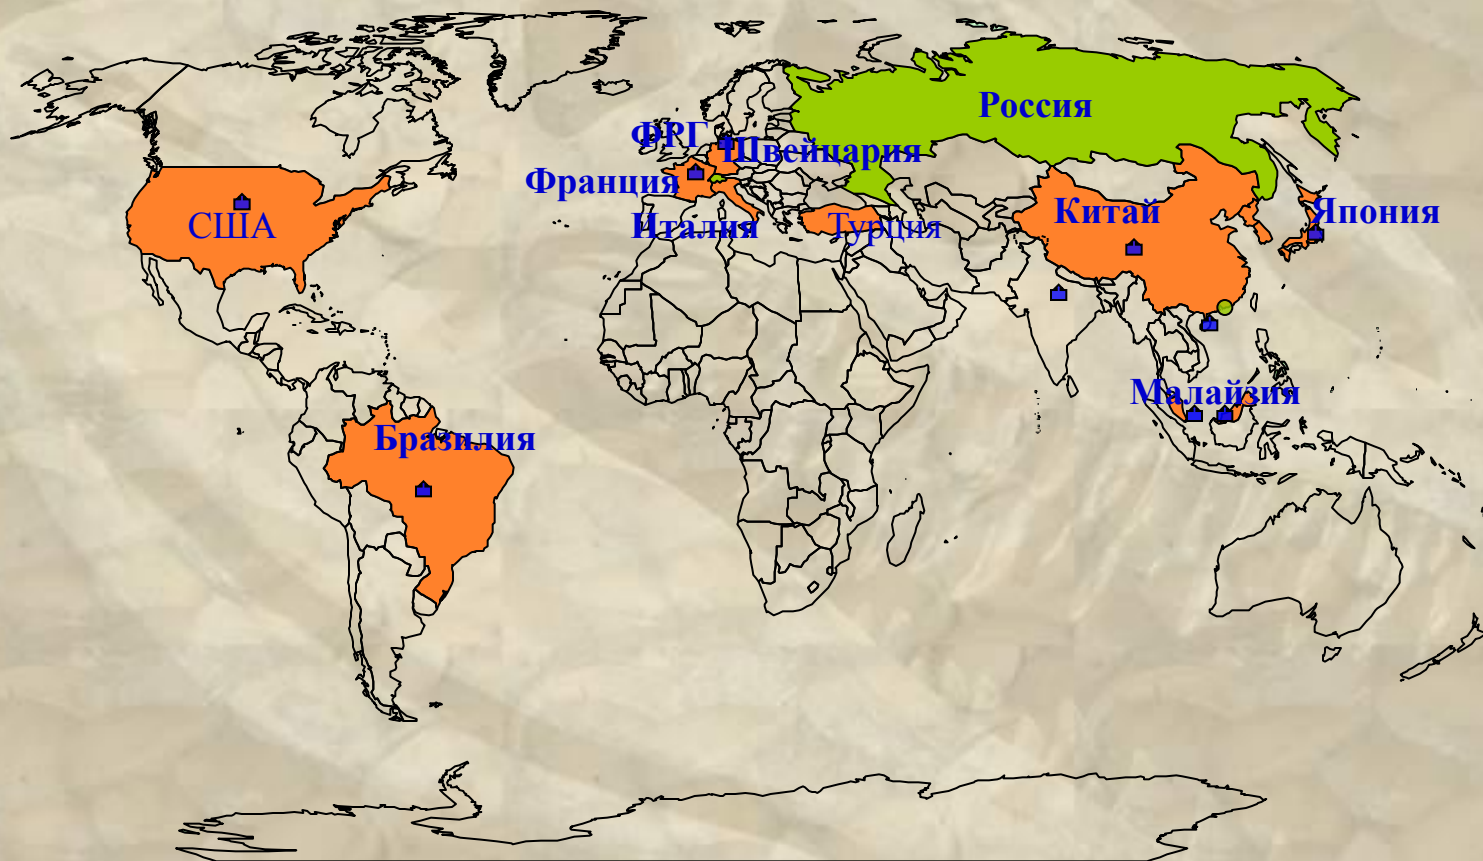 Россия
ФРГ
Швейцария
Франция
США
Италия
Турция
Китай
Япония
Малайзия
Бразилия